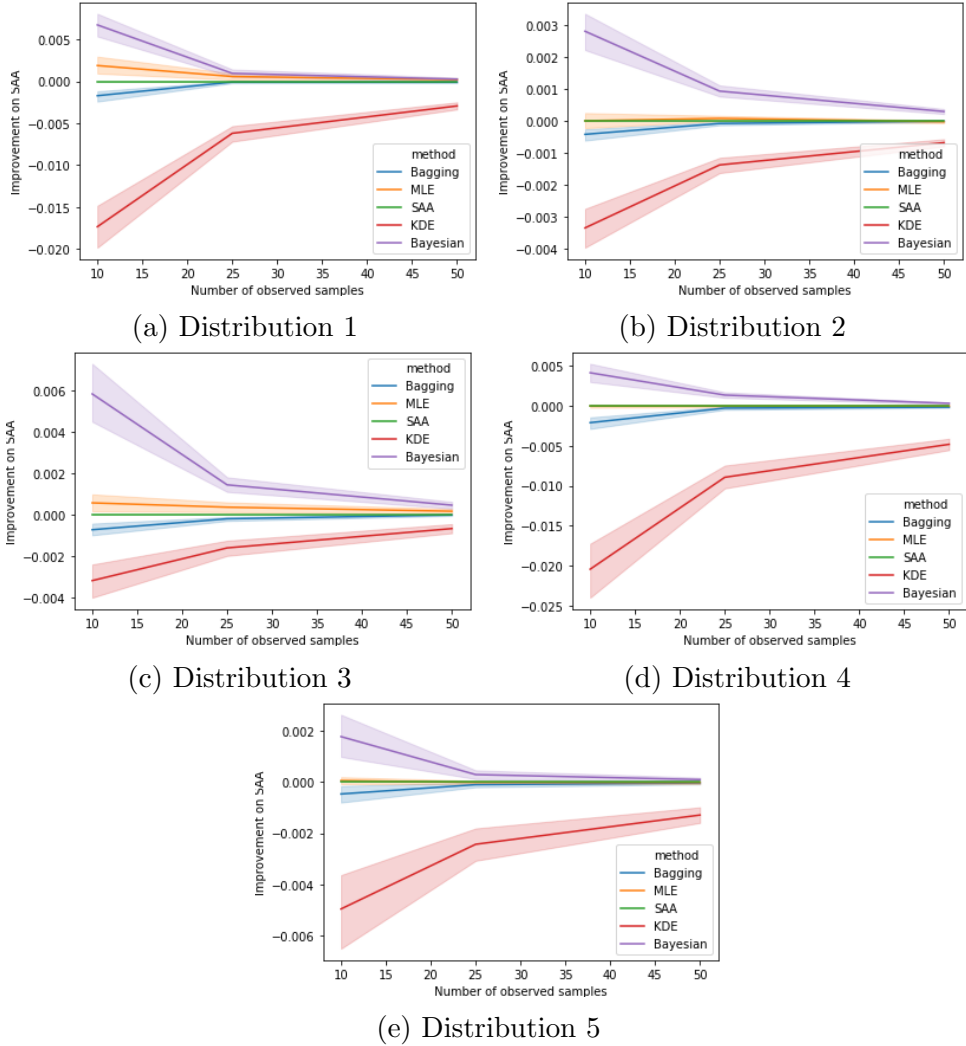 0.005
0.000
−0.005
−0.010
−0.015
−0.020
Improvement on SAA
method
Bagging
MLE
SAA
KDE
Bayesian
10 15 20 25 30 35 40 45 50
Number of observed samples
(a) Distribution 1
0.003
0.002
0.001
0.000
−0.001
−0.002
−0.003
−0.004
Improvement on SAA
method
Bagging
MLE
SAA
KDE
Bayesian
10 15 20 25 30 35 40 45 50
Number of observed samples
(b) Distribution 2
0.006
0.004
0.002
0.000
−0.002
−0.004
Improvement on SAA
method
Bagging
MLE
SAA
KDE
Bayesian
10 15 20 25 30 35 40 45 50
Number of observed samples
(c) Distribution 3
0.005
0.000
−0.005
−0.010
−0.015
−0.020
−0.025
Improvement on SAA
method
Bagging
MLE
SAA
KDE
Bayesian
10 15 20 25 30 35 40 45 50
Number of observed samples
(d) Distribution 4
0.002
0.000
−0.002
−0.004
−0.006
Improvement on SAA
method
Bagging
MLE
SAA
KDE
Bayesian
10 15 20 25 30 35 40 45 50
Number of observed samples
(e) Distribution 5